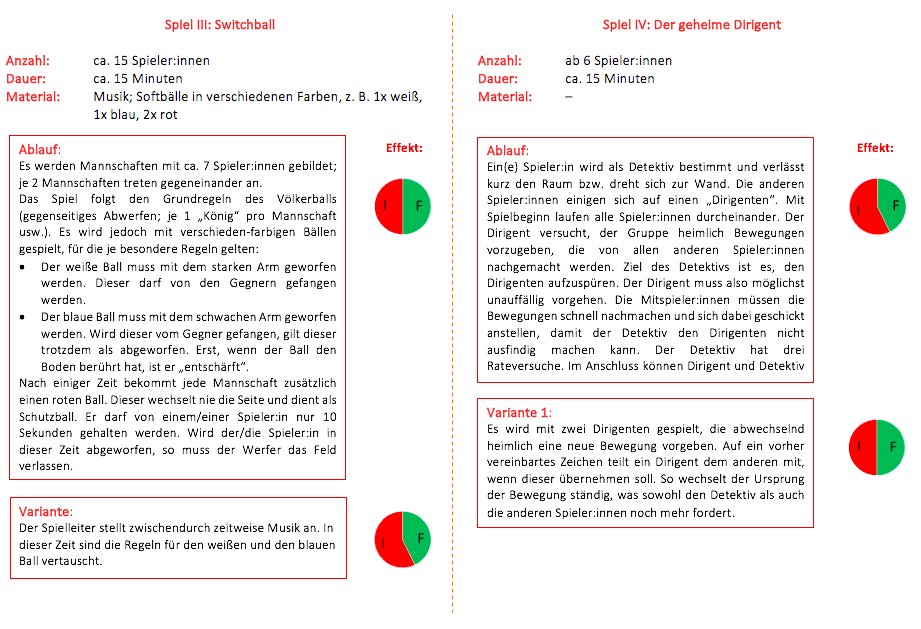 Spiel III: Switchball
Anzahl: ca. 15 Spieler:innen
Dauer: ca. 15 Minuten
Material: Musik; Softbälle in verschiedenen Farben, z. B. 1x weiß,
1x blau, 2x rot
Ablauf:
Es werden Mannschaften mit ca. 7 Spieler:innen gebildet;
je 2 Mannschaften treten gegeneinander an.
Das Spiel folgt den Grundregeln des Völkerballs
(gegenseitiges Abwerfen; je 1 „König" pro Mannschaft
usw.). Es wird jedoch mit verschieden-farbigen Bällen
gespielt, für die je besondere Regeln gelten:
• Der weiße Ball muss mit dem starken Arm geworfen
werden. Dieser darf von den Gegnern gefangen
werden.
• Der blaue Ball muss mit dem schwachen Arm geworfen
werden. Wird dieser vom Gegner gefangen, gilt dieser
trotzdem als abgeworfen. Erst, wenn der Ball den
Boden berührt hat, ist er „entschärft".
Nach einiger Zeit bekommt jede Mannschaft zusätzlich
einen roten Ball. Dieser wechselt nie die Seite und dient als
Schutzball. Er darf von einem/einer Spieler:in nur 10
Sekunden gehalten werden. Wird der/die Spieler:in in
dieser Zeit abgeworfen, so muss der Werfer das Feld
verlassen.
Effekt:
I F
Variante:
Der Spielleiter stellt zwischendurch zeitweise Musik an. In
dieser Zeit sind die Regeln für den weißen und den blauen
Ball vertauscht.
I F
Spiel IV: Der geheime Dirigent
Anzahl: ab 6 Spieler:innen
Dauer: ca. 15 Minuten
Material: –
Ablauf:
Ein(e) Spieler:in wird als Detektiv bestimmt und verlässt
kurz den Raum bzw. dreht sich zur Wand. Die anderen
Spieler:innen einigen sich auf einen „Dirigenten". Mit
Spielbeginn laufen alle Spieler:innen durcheinander. Der
Dirigent versucht, der Gruppe heimlich Bewegungen
vorzugeben, die von allen anderen Spieler:innen
nachgemacht werden. Ziel des Detektivs ist es, den
Dirigenten aufzuspüren. Der Dirigent muss also möglichst
unauffällig vorgehen. Die Mitspieler:innen müssen die
Bewegungen schnell nachmachen und sich dabei geschickt
anstellen, damit der Detektiv den Dirigenten nicht
ausfindig machen kann. Der Detektiv hat drei
Rateversuche. Im Anschluss können Dirigent und Detektiv
Effekt:
I F
Variante 1:
Es wird mit zwei Dirigenten gespielt, die abwechselnd
heimlich eine neue Bewegung vorgeben. Auf ein vorher
vereinbartes Zeichen teilt ein Dirigent dem anderen mit,
wenn dieser übernehmen soll. So wechselt der Ursprung
der Bewegung ständig, was sowohl den Detektiv als auch
die anderen Spieler:innen noch mehr fordert.
I F